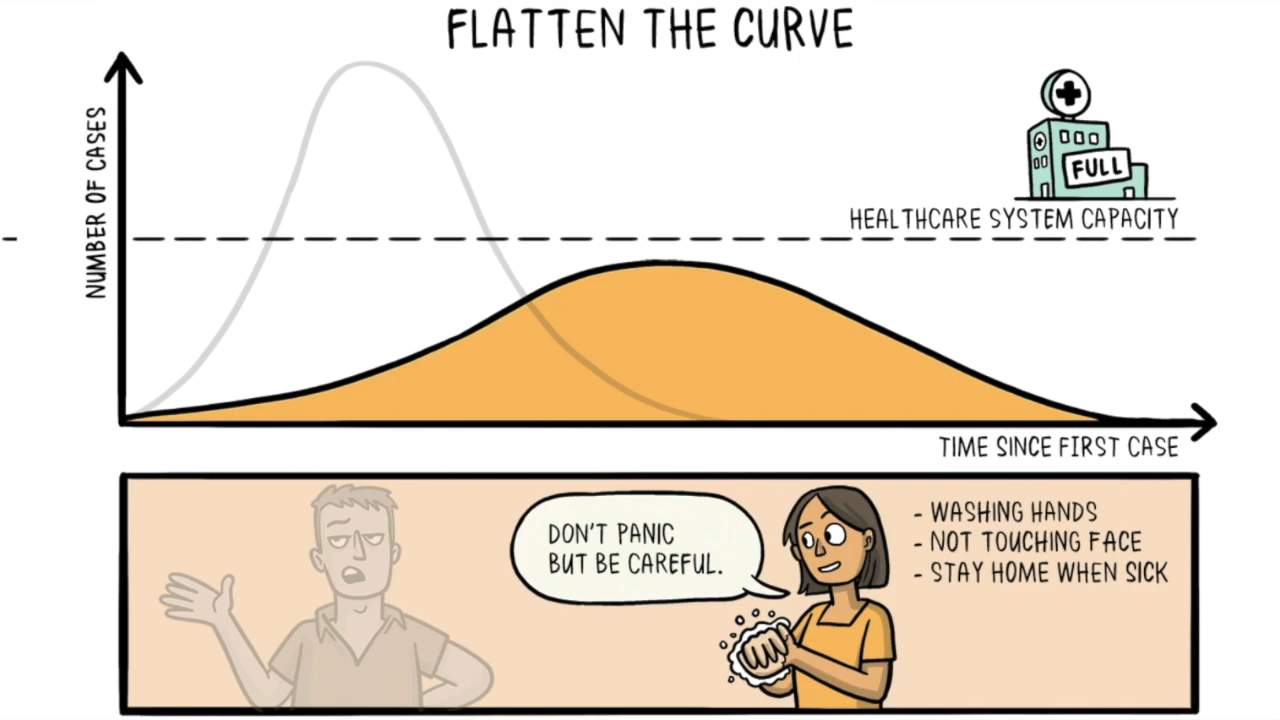 FLATTEN THE CURVE
NUMBER OF CASES
FULL
HEALTHCARE SYSTEM CAPACITY
TIME SINCE FIRST CASE
DON'T PANIC
BUT BE CAREFUL.
- WASHING HANDS
- NOT TOUCHING FACE
- STAY HOME WHEN SICK